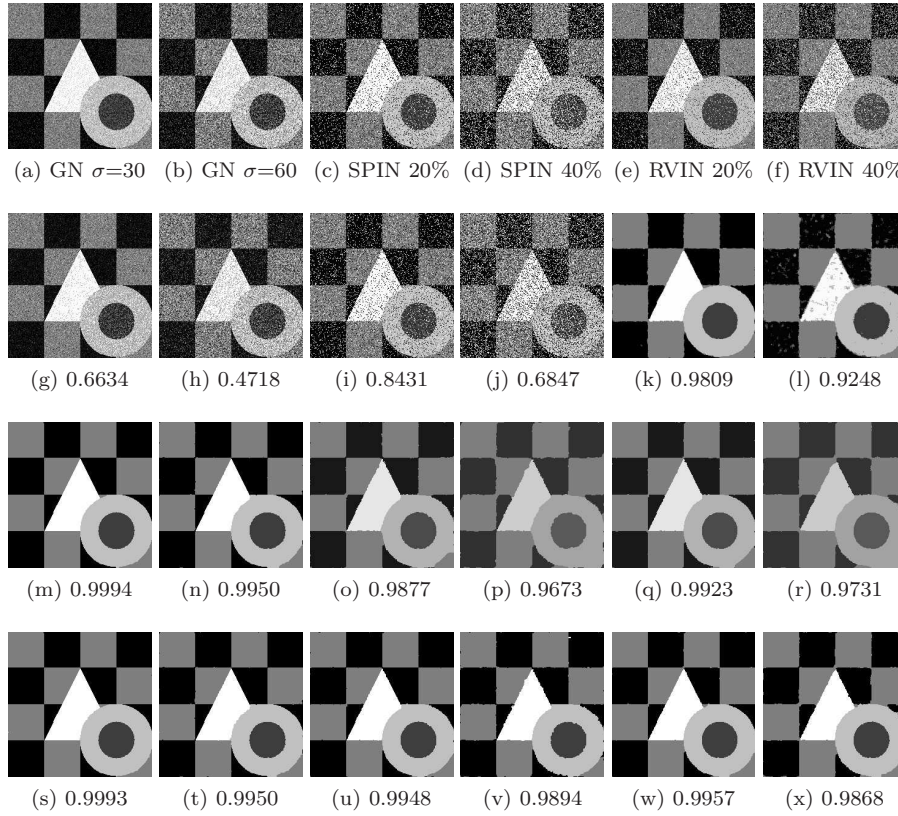 (a) GN σ=30 (b) GN σ=60 (c) SPIN 20% (d) SPIN 40% (e) RVIN 20% (f) RVIN 40%
(g) 0.6634 (h) 0.4718 (i) 0.8431 (j) 0.6847 (k) 0.9809 (l) 0.9248
(m) 0.9994 (n) 0.9950 (o) 0.9877 (p) 0.9673 (q) 0.9923 (r) 0.9731
(s) 0.9993 (t) 0.9950 (u) 0.9948 (v) 0.9894 (w) 0.9957 (x) 0.9868